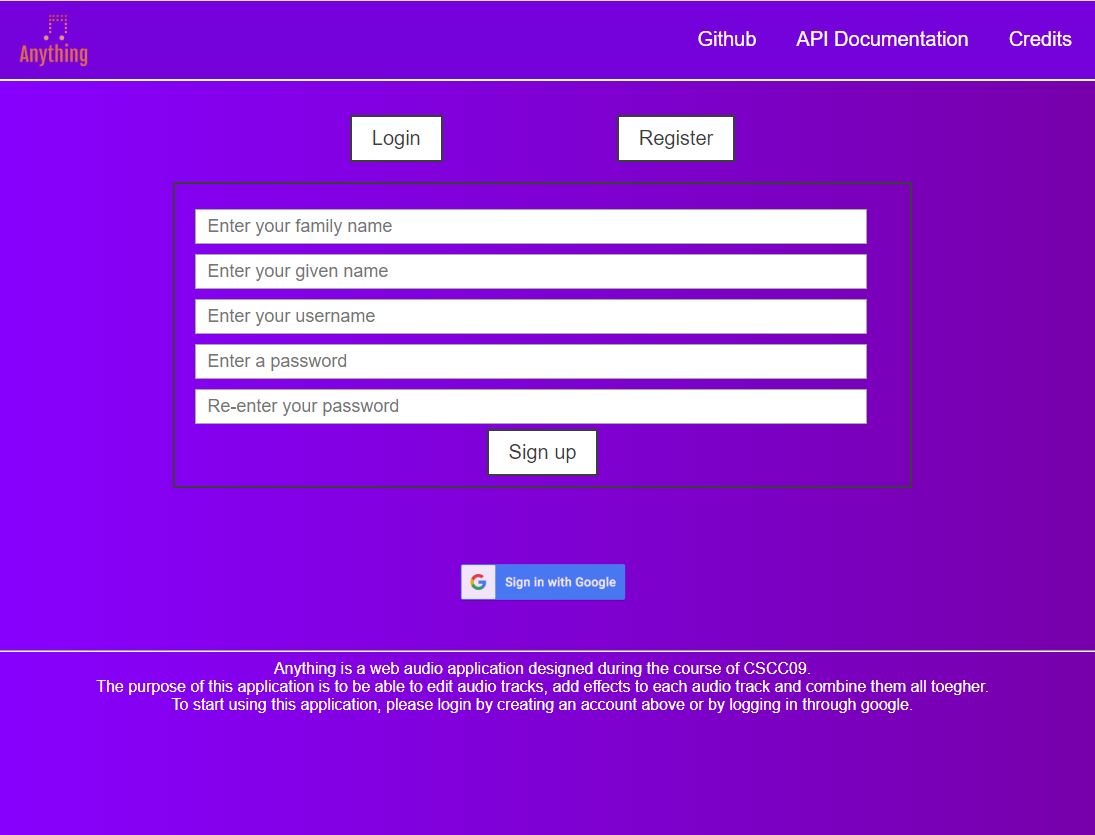 Anything
Github
API Documentation
Credits
Login
Register
Enter your family name
Enter your given name
Enter your username
Enter a password
Re-enter your password
Sign up
G
Sign in with Google
Anything is a web audio application designed during the course of CSCC09.
The purpose of this application is to be able to edit audio tracks, add effects to each audio track and combine them all toegher.
To start using this application, please login by creating an account above or by logging in through google.